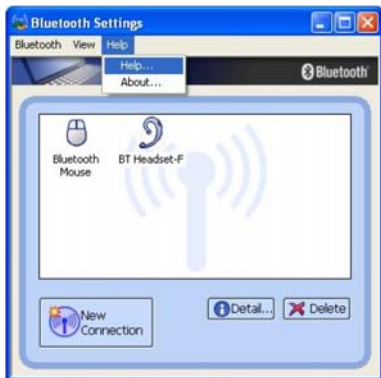 Bluetooth Settings
Bluetooth View Help
Help...
About...
Bluetooth
Bluetooth
Mouse
BT Headset-F
New
Connection
Detail...
Delete